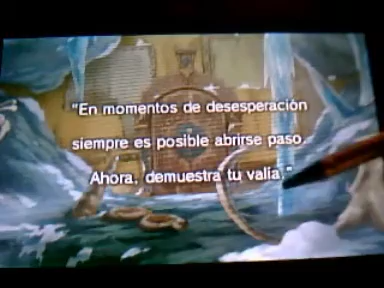 "En momentos de desesperación
siempre es posible abrirse paso.
Ahora, demuestra tu valía."